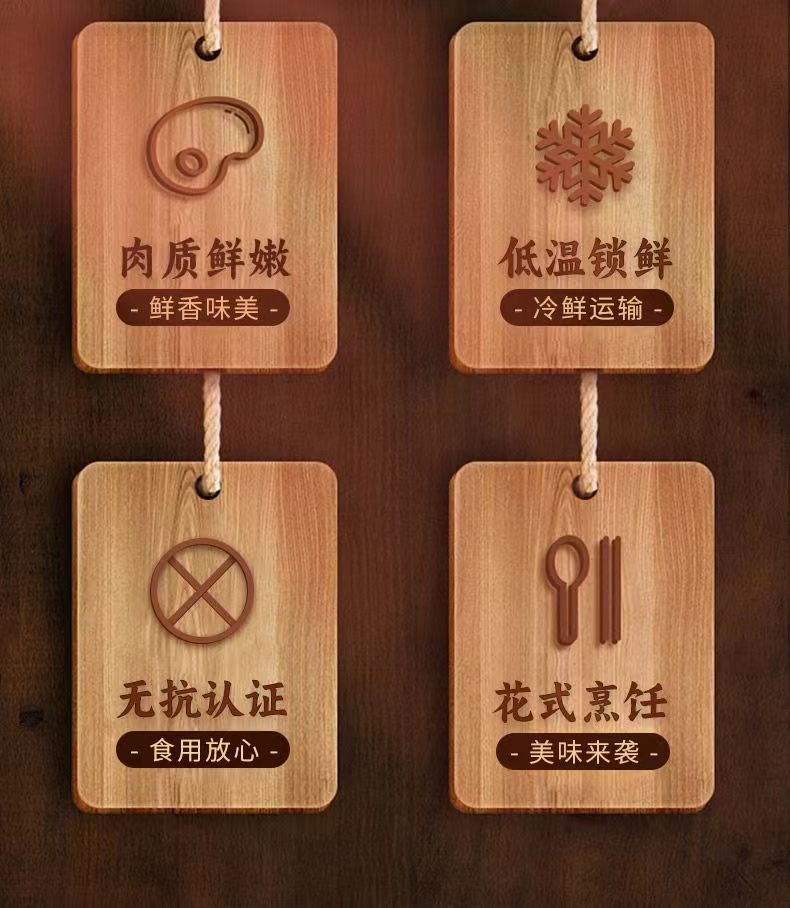 肉质鲜嫩
- 鲜香味美 -
低温锁鲜
- 冷鲜运输 -
无抗认证
- 食用放心 -
花式烹饪
- 美味来袭 -